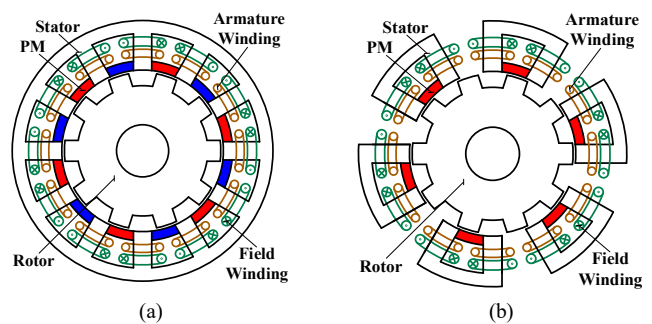 Stator
PM
Armature
Winding
Rotor
Field
Winding
(a)
Stator
PM
Armature
Winding
Rotor
Field
Winding
(b)